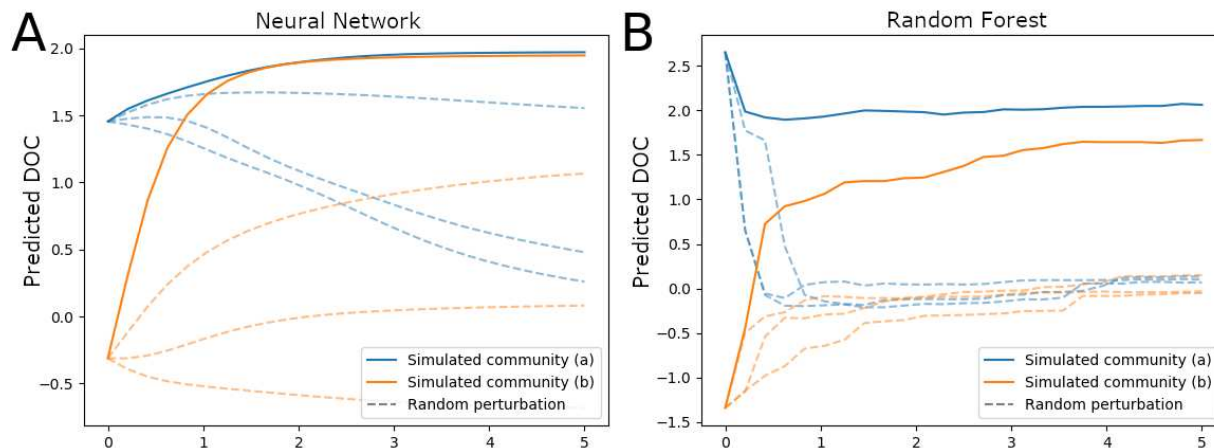 A
Neural Network
Predicted DOC
2.0
1.5
1.0
0.5
0.0
−0.5
0 1 2 3 4 5
Simulated community (a)
Simulated community (b)
Random perturbation
B
Random Forest
Predicted DOC
2.5
2.0
1.5
1.0
0.5
0.0
−0.5
−1.0
−1.5
0 1 2 3 4 5
Simulated community (a)
Simulated community (b)
Random perturbation